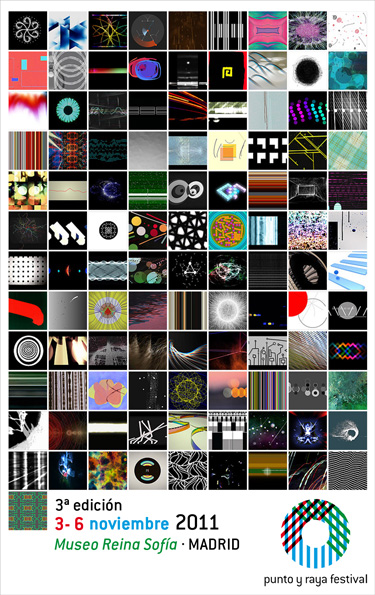 3ª edición
3- 6 noviembre 2011
Museo Reina Sofía · MADRID
punto y raya festival